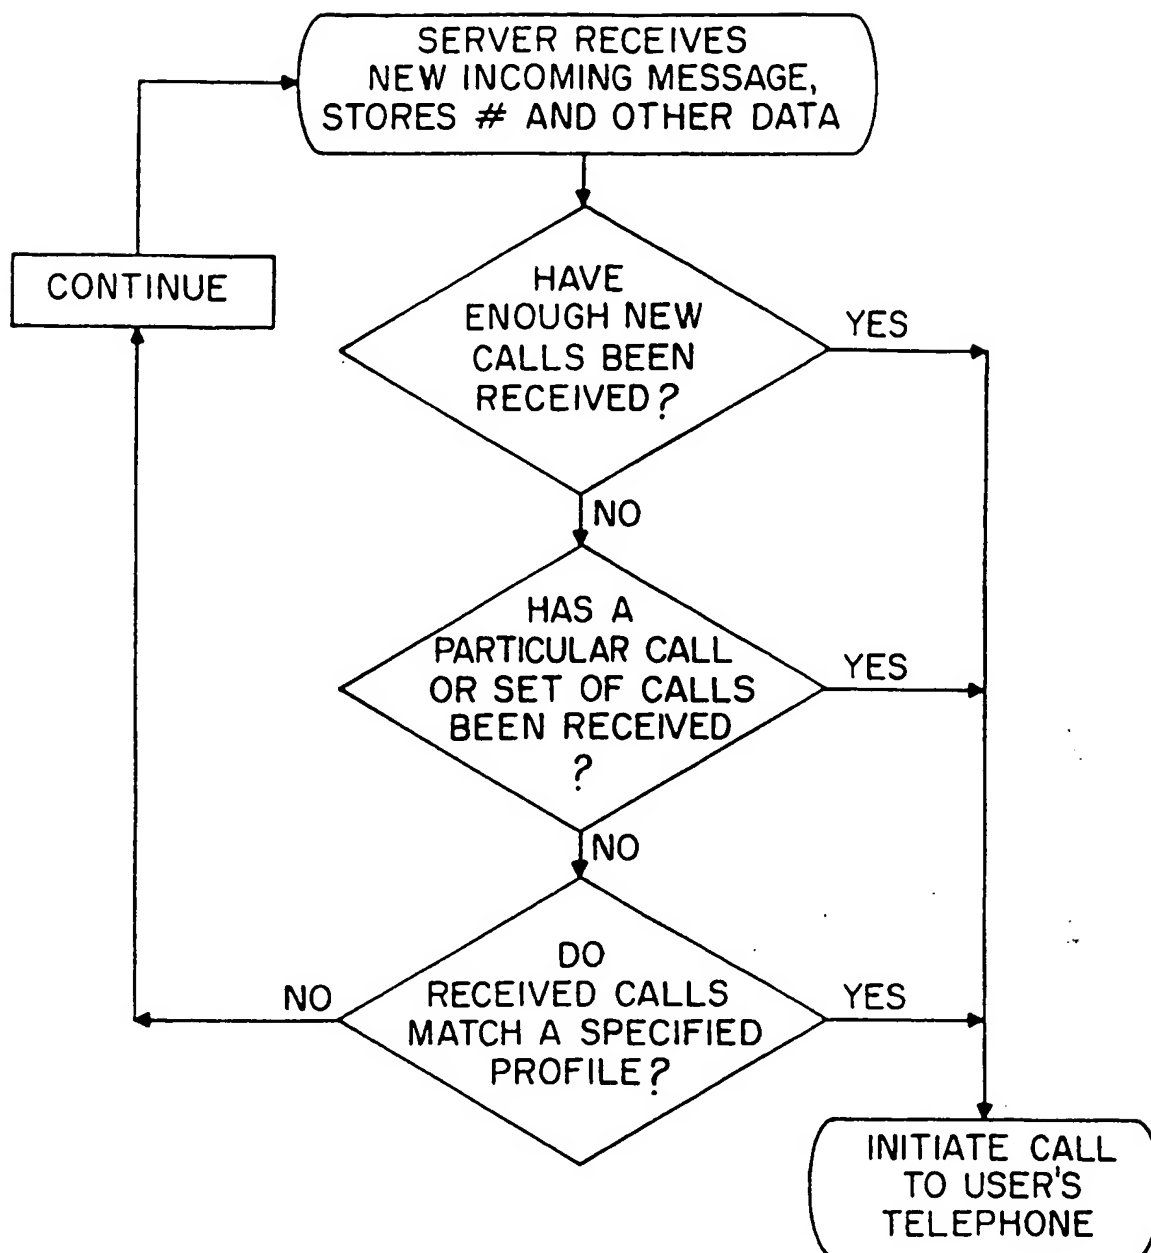 SERVER RECEIVES
NEW INCOMING MESSAGE,
STORES # AND OTHER DATA
CONTINUE
HAVE
ENOUGH NEW
CALLS BEEN
RECEIVED?
YES
NO
HAS A
PARTICULAR CALL
OR SET OF CALLS
BEEN RECEIVED
?
YES
NO
DO
RECEIVED CALLS
MATCH A SPECIFIED
PROFILE?
NO
YES
INITIATE CALL
TO USER'S
TELEPHONE